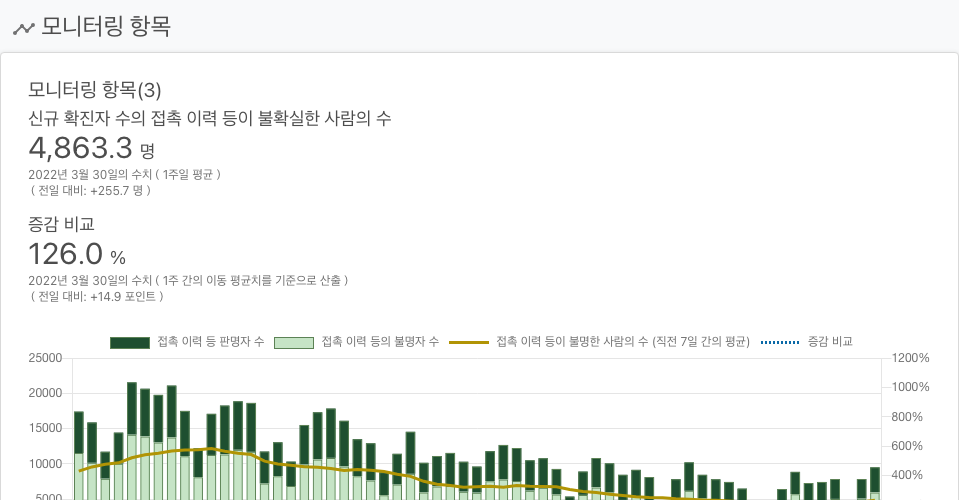 모니터링 항목
모니터링 항목(3)
신규 확진자 수의 접촉 이력 등이 불확실한 사람의 수
4,863.3 명
2022년 3월 30일의 수치 ( 1주일 평균 )
( 전일 대비: +255.7 명 )
증감 비교
126.0 %
2022년 3월 30일의 수치 ( 1주 간의 이동 평균치를 기준으로 산출 )
( 전일 대비: +14.9 포인트 )
접촉 이력 등 판명자 수 접촉 이력 등의 불명자 수 접촉 이력 등이 불명한 사람의 수 (직전 7일 간의 평균) 증감 비교
25000 1200%
20000 1000%
15000 800%
10000 600%
5000 400%